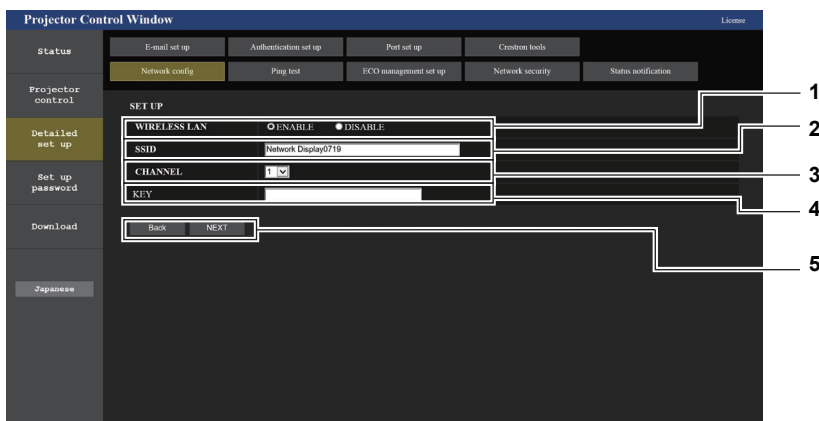 Projector Control Window
License
Status
Projector
control
Detailed
set up
Set up
password
Download
Japanese
E-mail set up
Authentication set up
Port set up
Crestron tools
Network config
Ping test
ECO management set up
Network security
Status notification
SET UP
WIRELESS LAN
ENABLE
DISABLE
SSID
Network Display0719
CHANNEL
1
KEY
Back
NEXT
1
2
3
4
5